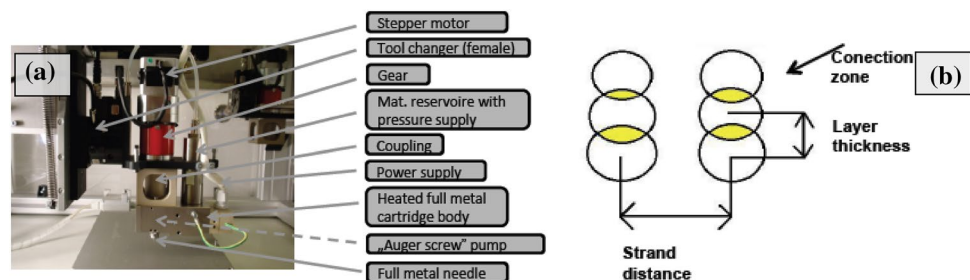 (a)
Stepper motor
Tool changer (female)
Gear
Mat. reservoire with
pressure supply
Coupling
Power supply
Heated full metal
cartridge body
„Auger screw" pump
Full metal needle
Conection
zone
(b)
Layer
thickness
Strand
distance